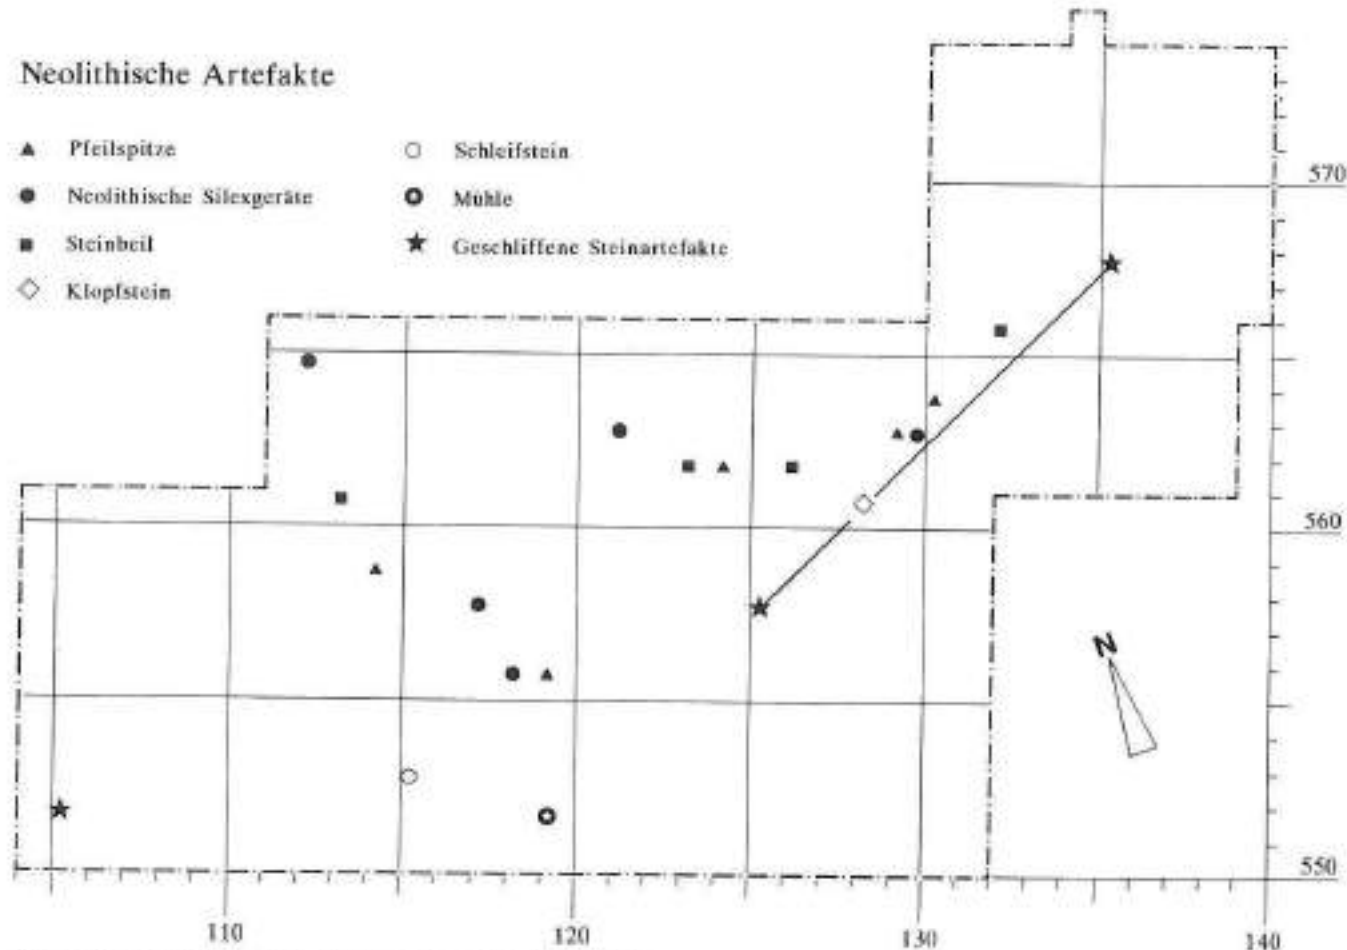 Neolithische Artefakte
Pfeilspitze
Neolithische Silexgeräte
Steinbeil
Klopfstein
Schleifstein
Mühle
Geschliffene Steinartefakte
570
560
N
550
110
120
130
140